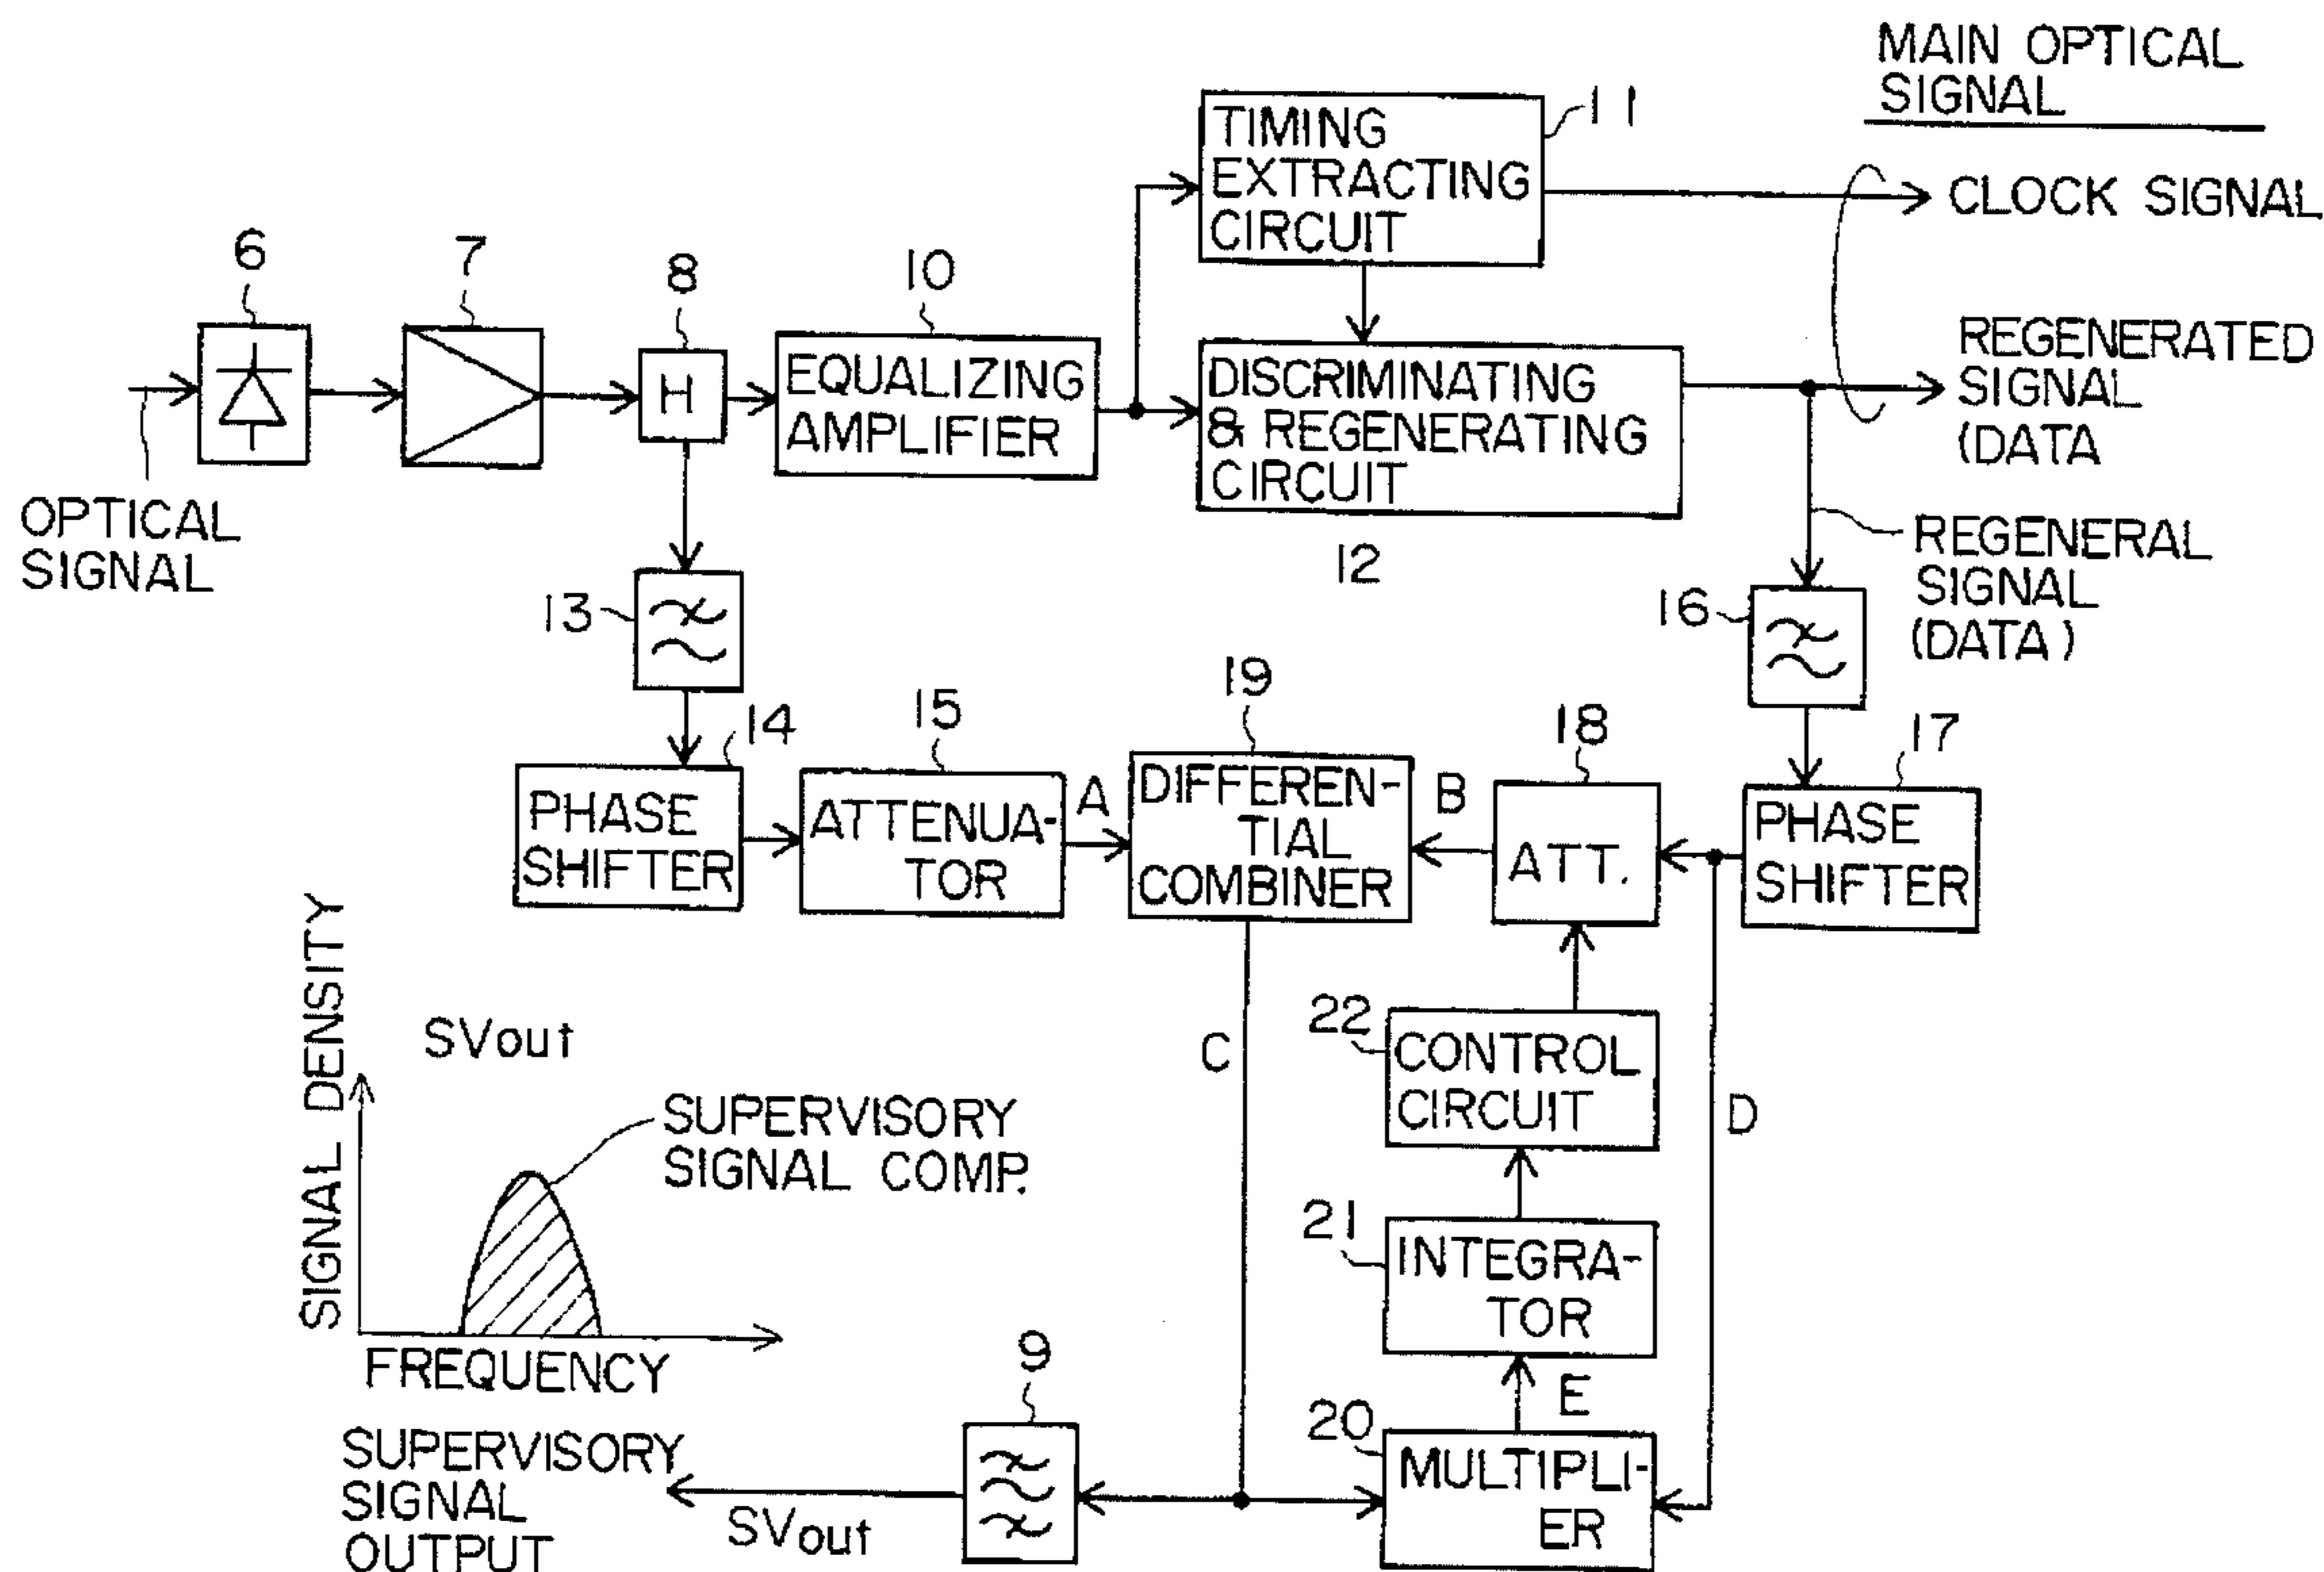 MAIN OPTICAL
SIGNAL
11
TIMING
EXTRACTING
CIRCUIT
CLOCK SIGNAL
6
7
8
10
H
EQUALIZING
AMPLIFIER
DISCRIMINATING
& REGENERATING
CIRCUIT
12
REGENERATED
SIGNAL
(DATA
OPTICAL
SIGNAL
REGENERAL
SIGNAL
(DATA)
13
16
14
15
19
18
17
PHASE
SHIFTER
ATTENUA-
TOR
A
DIFFEREN-
TIAL
COMBINER
B
ATT.
PHASE
SHIFTER
SIGNAL DENSITY
SVout
SUPERVISORY
SIGNAL COMP.
FREQUENCY
C
22
CONTROL
CIRCUIT
D
21
INTEGRA-
TOR
E
9
20
MULTIPLI-
ER
SUPERVISORY
SIGNAL
OUTPUT
SVout